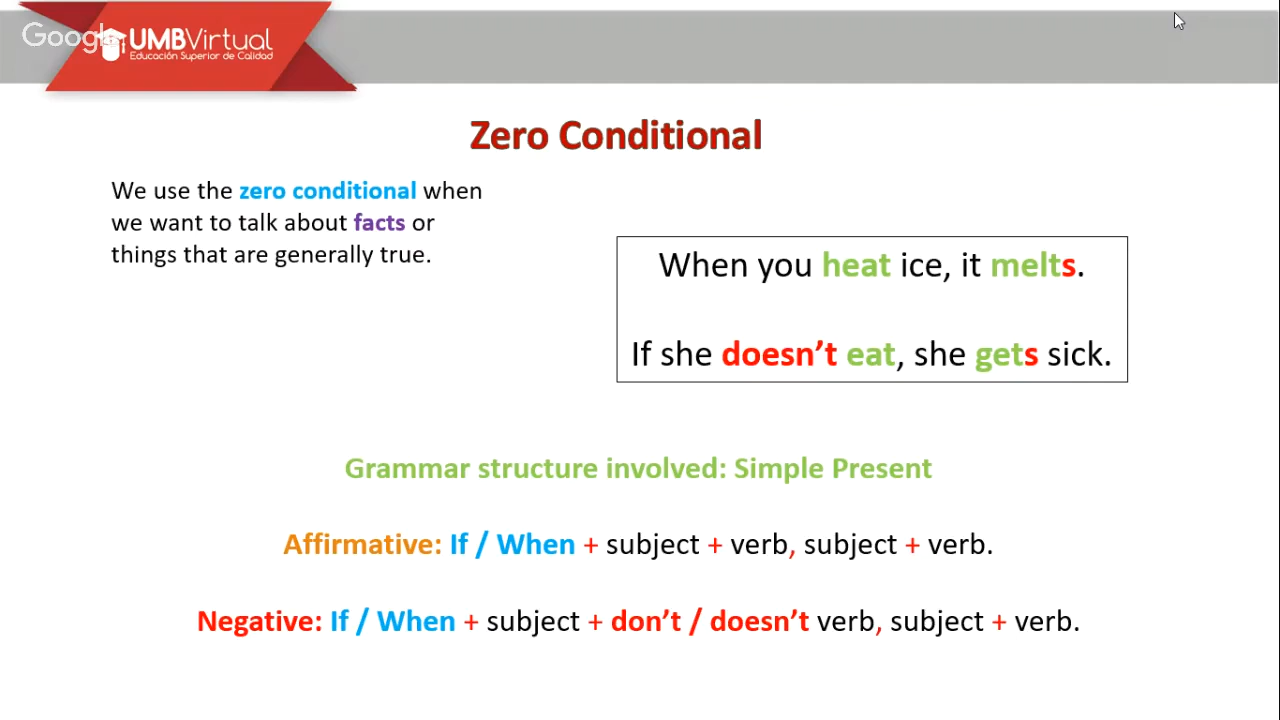 Google
UMBVirtual
Educación Superior de Calidad
Zero Conditional
We use the zero conditional when
we want to talk about facts or
things that are generally true.
When you heat ice, it melts.
If she doesn’t eat, she gets sick.
Grammar structure involved: Simple Present
Affirmative: If / When + subject + verb, subject + verb.
Negative: If / When + subject + don’t / doesn’t verb, subject + verb.